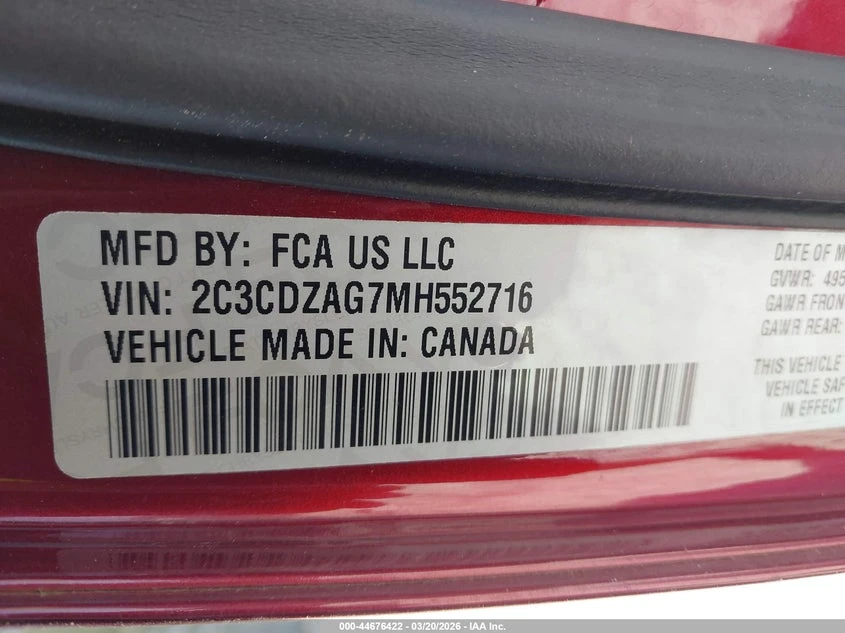 MFD BY: FCA US LLC
VIN: 2C3CDZAG7MH552716
VEHICLE MADE IN: CANADA
DATE OF M
GVWR: 495
GAWR FRON
GAWR REAR:
THIS VEHICLE
VEHICLE SAF
IN EFFECT
000-44676422 | 03/20/2026 - IAA Inc.